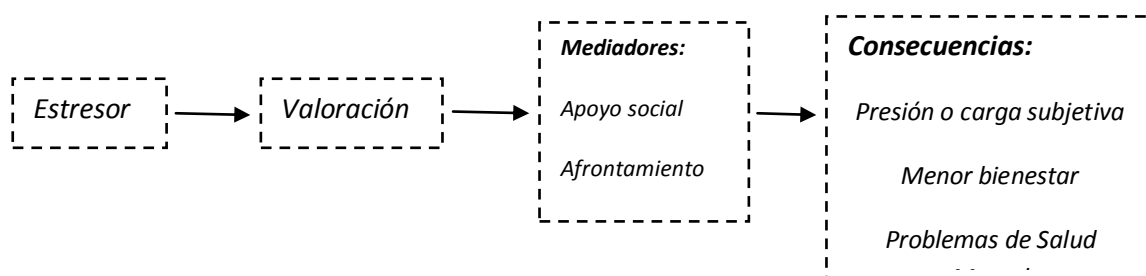 Estresor
Valoración
Mediadores:
Apoyo social
Afrontamiento
Consecuencias:
Presión o carga subjetiva
Menor bienestar
Problemas de Salud